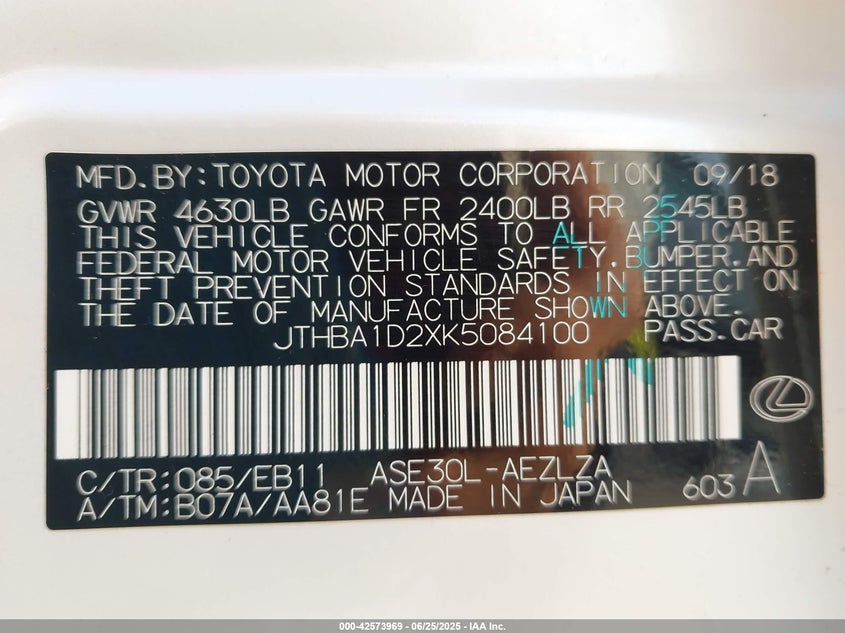 MFD.BY:TOYOTA MOTOR CORPORATION 09/18
GVWR 4630LB GAWR FR 2400LB RR 2545LB
THIS VEHICLE CONFORMS TO ALL APPLICABLE
FEDERAL MOTOR VEHICLE SAFETY,BUMPER,AND
THEFT PREVENTION STANDARDS IN EFFECT ON
THE DATE OF MANUFACTURE SHOWN ABOVE.
JTHBA1D2XK5084100 PASS.CAR
C/TR:085/EB11 ASE30L-AEZLZA
A/TM:B07A/AA81E MADE IN JAPAN 603 A
000-42573969 - 06/25/2025 - IAA Inc.